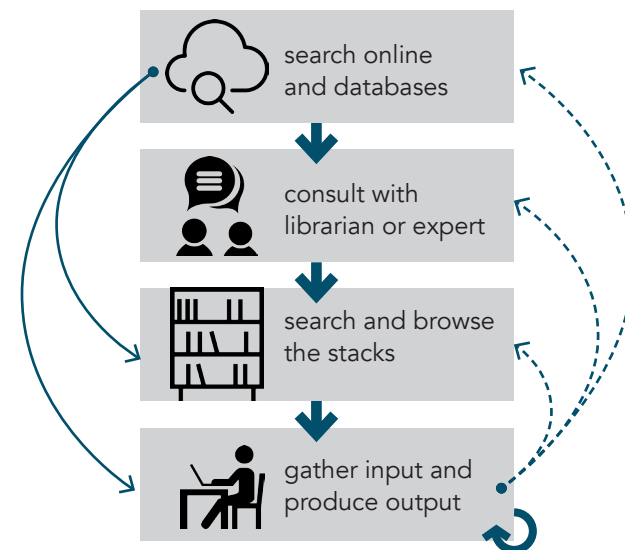 search online
and databases
consult with
librarian or expert
search and browse
the stacks
gather input and
produce output